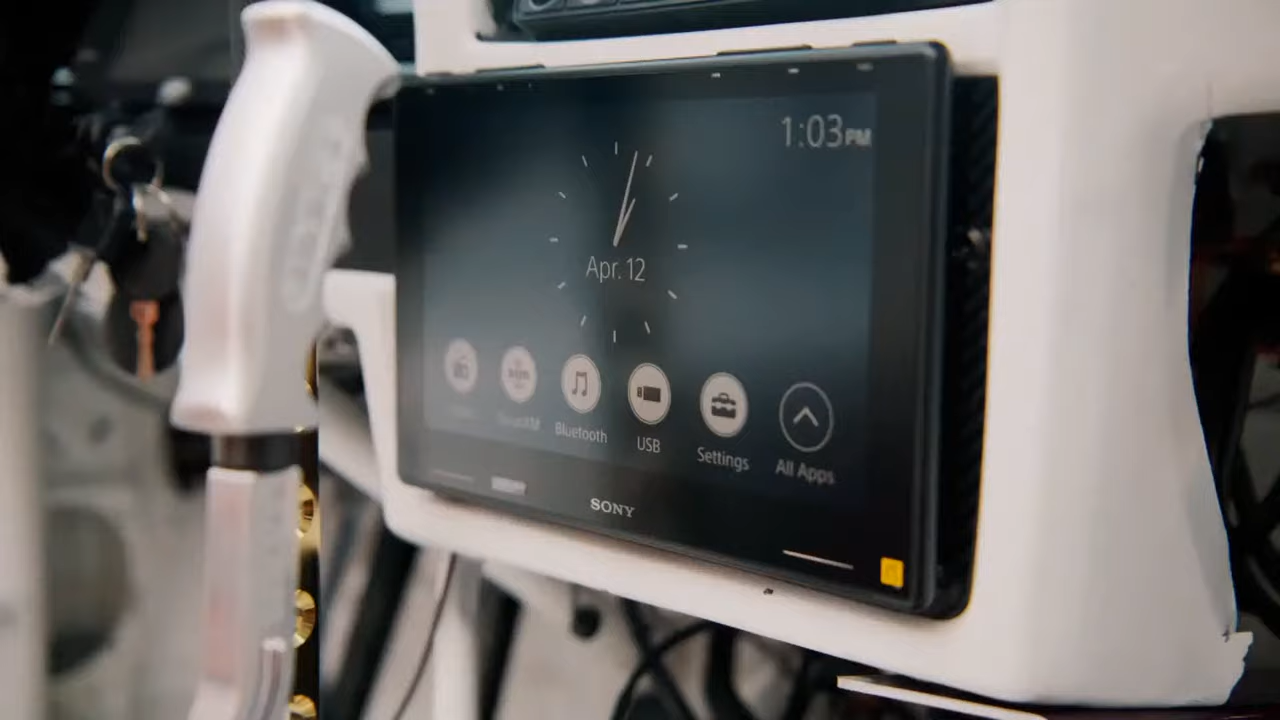 1:03PM
Apr. 12
Bluetooth
USB
Settings
All Apps
SONY